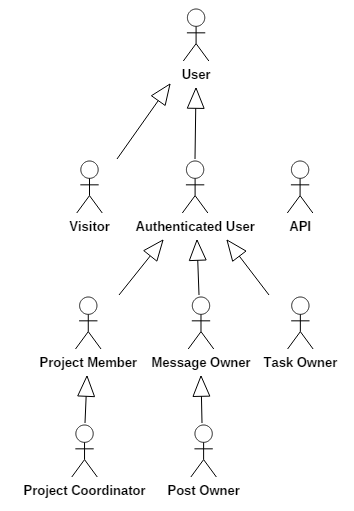 User
Visitor
Authenticated User
API
Project Member
Message Owner
Task Owner
Project Coordinator
Post Owner